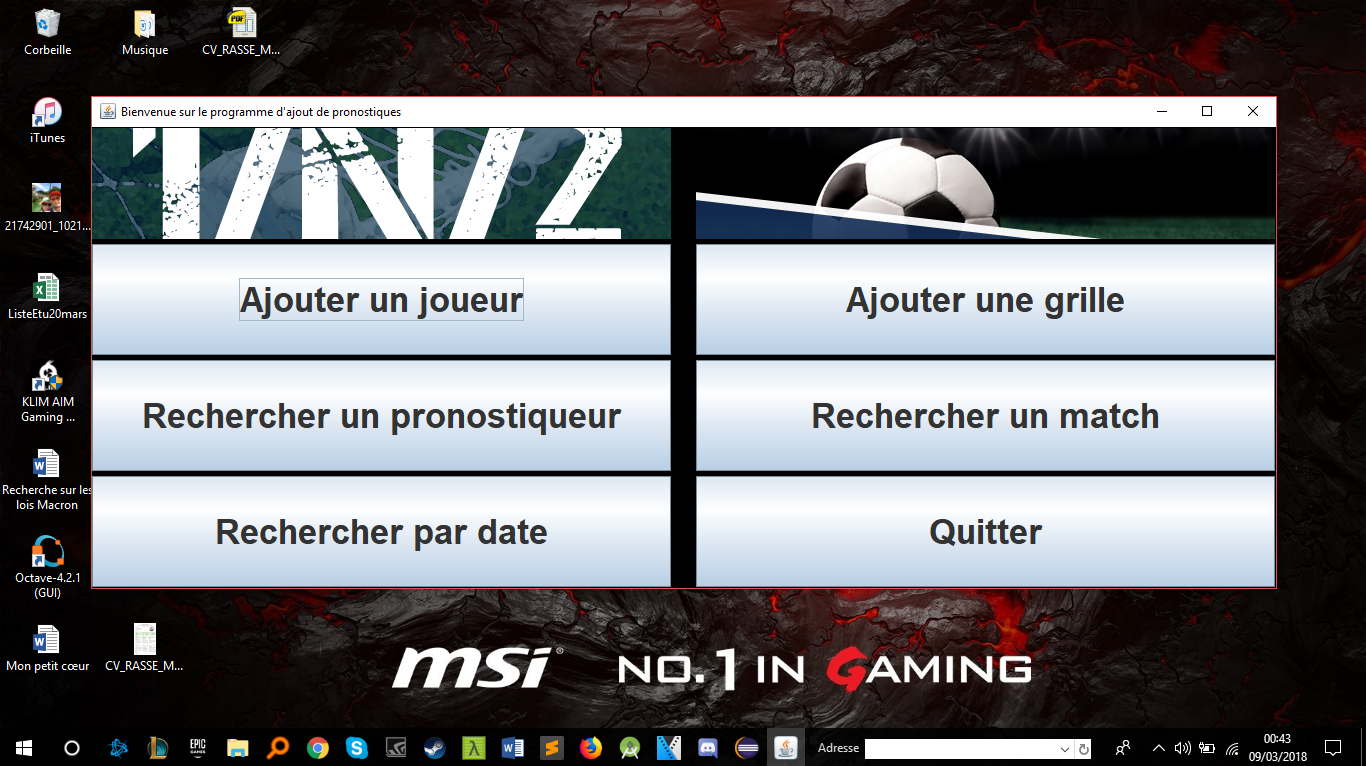 Corbeille
Musique
CV_RASSE_M...
iTunes
21742901_1021...
ListeEtu20mars
KLIM AIM
Gaming ...
Recherche sur les
lois Macron
Octave-4.2.1
(GUI)
Mon petit cœur
CV_RASSE_M...
PDF
Bienvenue sur le programme d'ajout de pronostiques
1/N/2
Ajouter un joueur
Ajouter une grille
Rechercher un pronostiqueur
Rechercher un match
Rechercher par date
Quitter
msi®
NO.1 IN GAMING
EPIC
GAMES
Adresse
00:43
09/03/2018